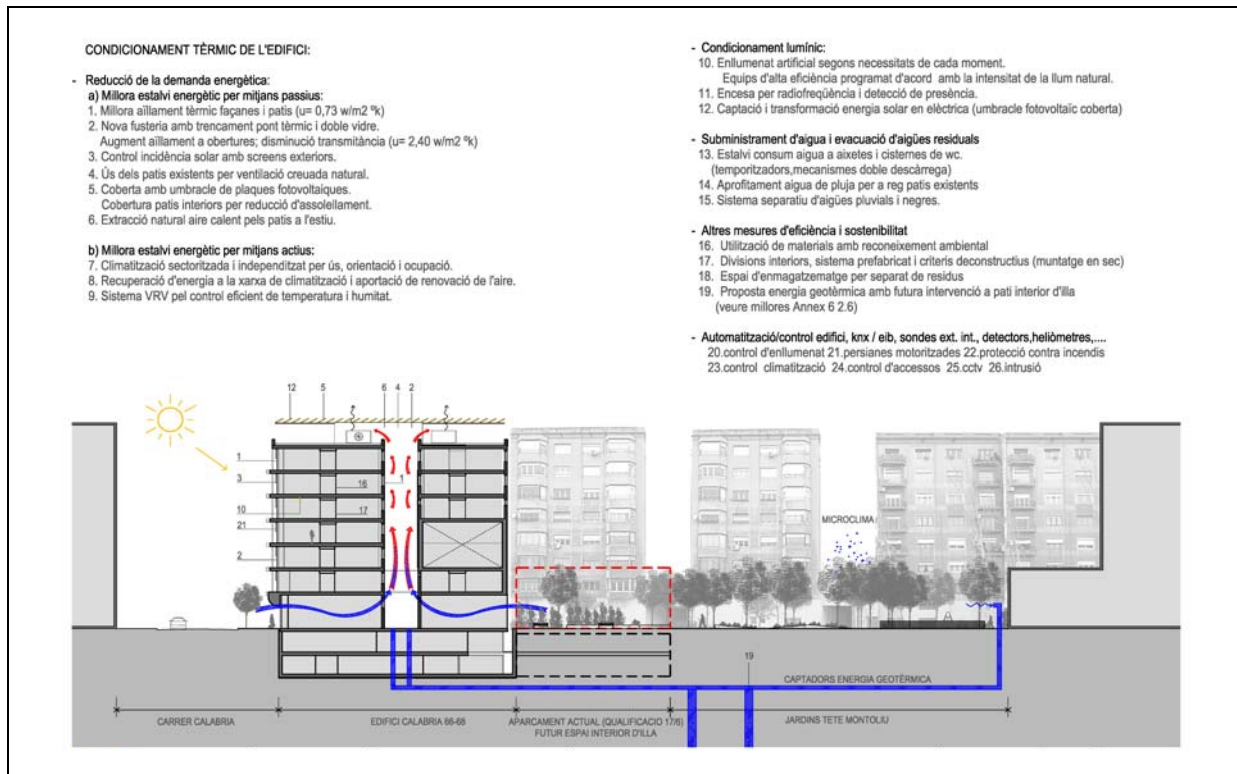 CONDICIONAMENT TÈRMIC DE L'EDIFICI:
- Reducció de la demanda energètica:
a) Millora estalvi energètic per mitjans passius:
1. Millora aïllament tèrmic façanes i patis (u= 0,73 w/m2 ºk)
2. Nova fusteria amb trencament pont tèrmic i doble vidre.
Augment aïllament a obertures; disminució transmitància (u= 2,40 w/m2 ºk)
3. Control incidència solar amb screens exteriors.
4. Ús dels patis existents per ventilació creuada natural.
5. Coberta amb umbracle de plaques fotovoltaiques.
Cobertura patis interiors per reducció d'assolellament.
6. Extracció natural aire calent pels patis a l'estiu.
b) Millora estalvi energètic per mitjans actius:
7. Climatització sectoritzada i independitzat per ús, orientació i ocupació.
8. Recuperació d'energia a la xarxa de climatització i aportació de renovació de l'aire.
9. Sistema VRV pel control eficient de temperatura i humitat.
- Condicionament lumínic:
10. Enllumenat artificial segons necessitats de cada moment.
Equips d'alta eficiència programat d'acord amb la intensitat de la llum natural.
11. Encesa per radiofreqüència i detecció de presència.
12. Captació i transformació energia solar en elèctrica (umbracle fotovoltaïc coberta)
- Subministrament d'aigua i evacuació d'aigües residuals
13. Estalvi consum aigua a aixetes i cisternes de wc.
(temporitzadors,mecanismes doble descàrrega)
14. Aprofitament aigua de pluja per a reg patis existents
15. Sistema separatiu d'aigües pluvials i negres.
- Altres mesures d'eficiència i sostenibilitat
16. Utilització de materials amb reconeixement ambiental
17. Divisions interiors, sistema prefabricat i criteris deconstructius (muntatge en sec)
18. Espai d'enmagatzematge per separat de residus
19. Proposta energia geotèrmica amb futura intervenció a pati interior d'illa
(veure millores Annex 6 2.6)
- Automatització/control edifici, knx / eib, sondes ext. int., detectors,heliòmetres,....
20.control d'enllumenat 21.persianes motoritzades 22.protecció contra incendis
23.control climatització 24.control d'accessos 25.cctv 26.intrusió
12 5 6 4 2
1
3
16
1
10
17
21
2
MICROCLIMA
19
CAPTADORS ENERGIA GEOTÈRMICA
CARRER CALABRIA
EDIFICI CALABRIA 66-68
APARCAMENT ACTUAL (QUALIFICACIO 17/6)
FUTUR ESPAI INTERIOR D'ILLA
JARDINS TETE MONTOLIU